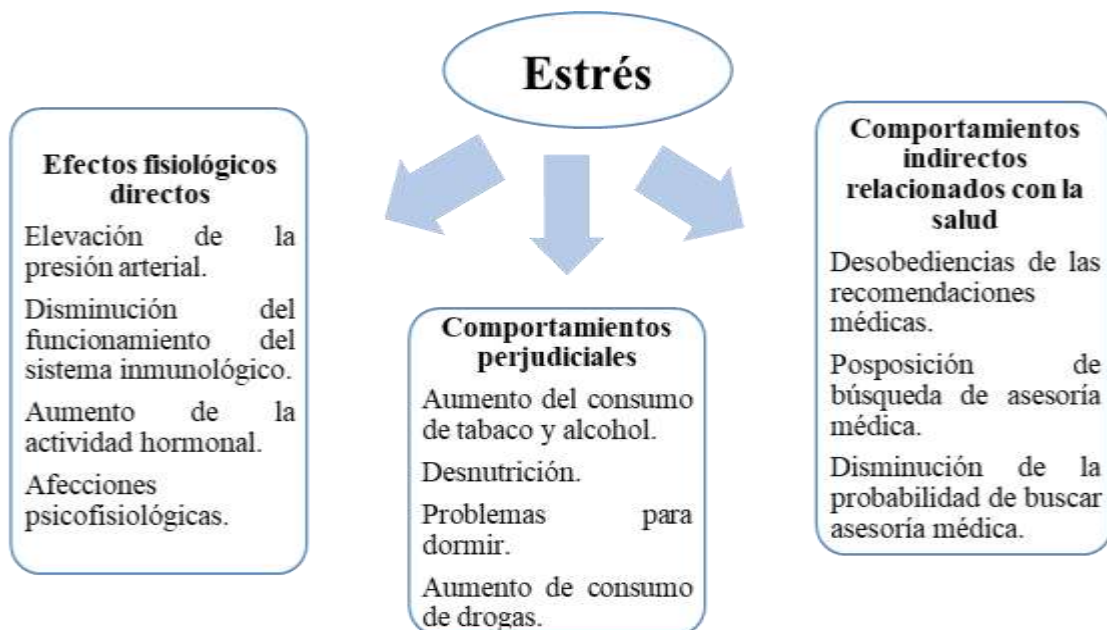 Estrés
Efectos fisiológicos
directos
Elevación de la
presión arterial.
Disminución del
funcionamiento del
sistema inmunológico.
Aumento de la
actividad hormonal.
Afecciones
psicofisiológicas.
Comportamientos
perjudiciales
Aumento del consumo
de tabaco y alcohol.
Desnutrición.
Problemas para
dormir.
Aumento de consumo
de drogas.
Comportamientos
indirectos
relacionados con la
salud
Desobediencias de las
recomendaciones
médicas.
Posposición de
búsqueda de asesoría
médica.
Disminución de la
probabilidad de buscar
asesoría médica.